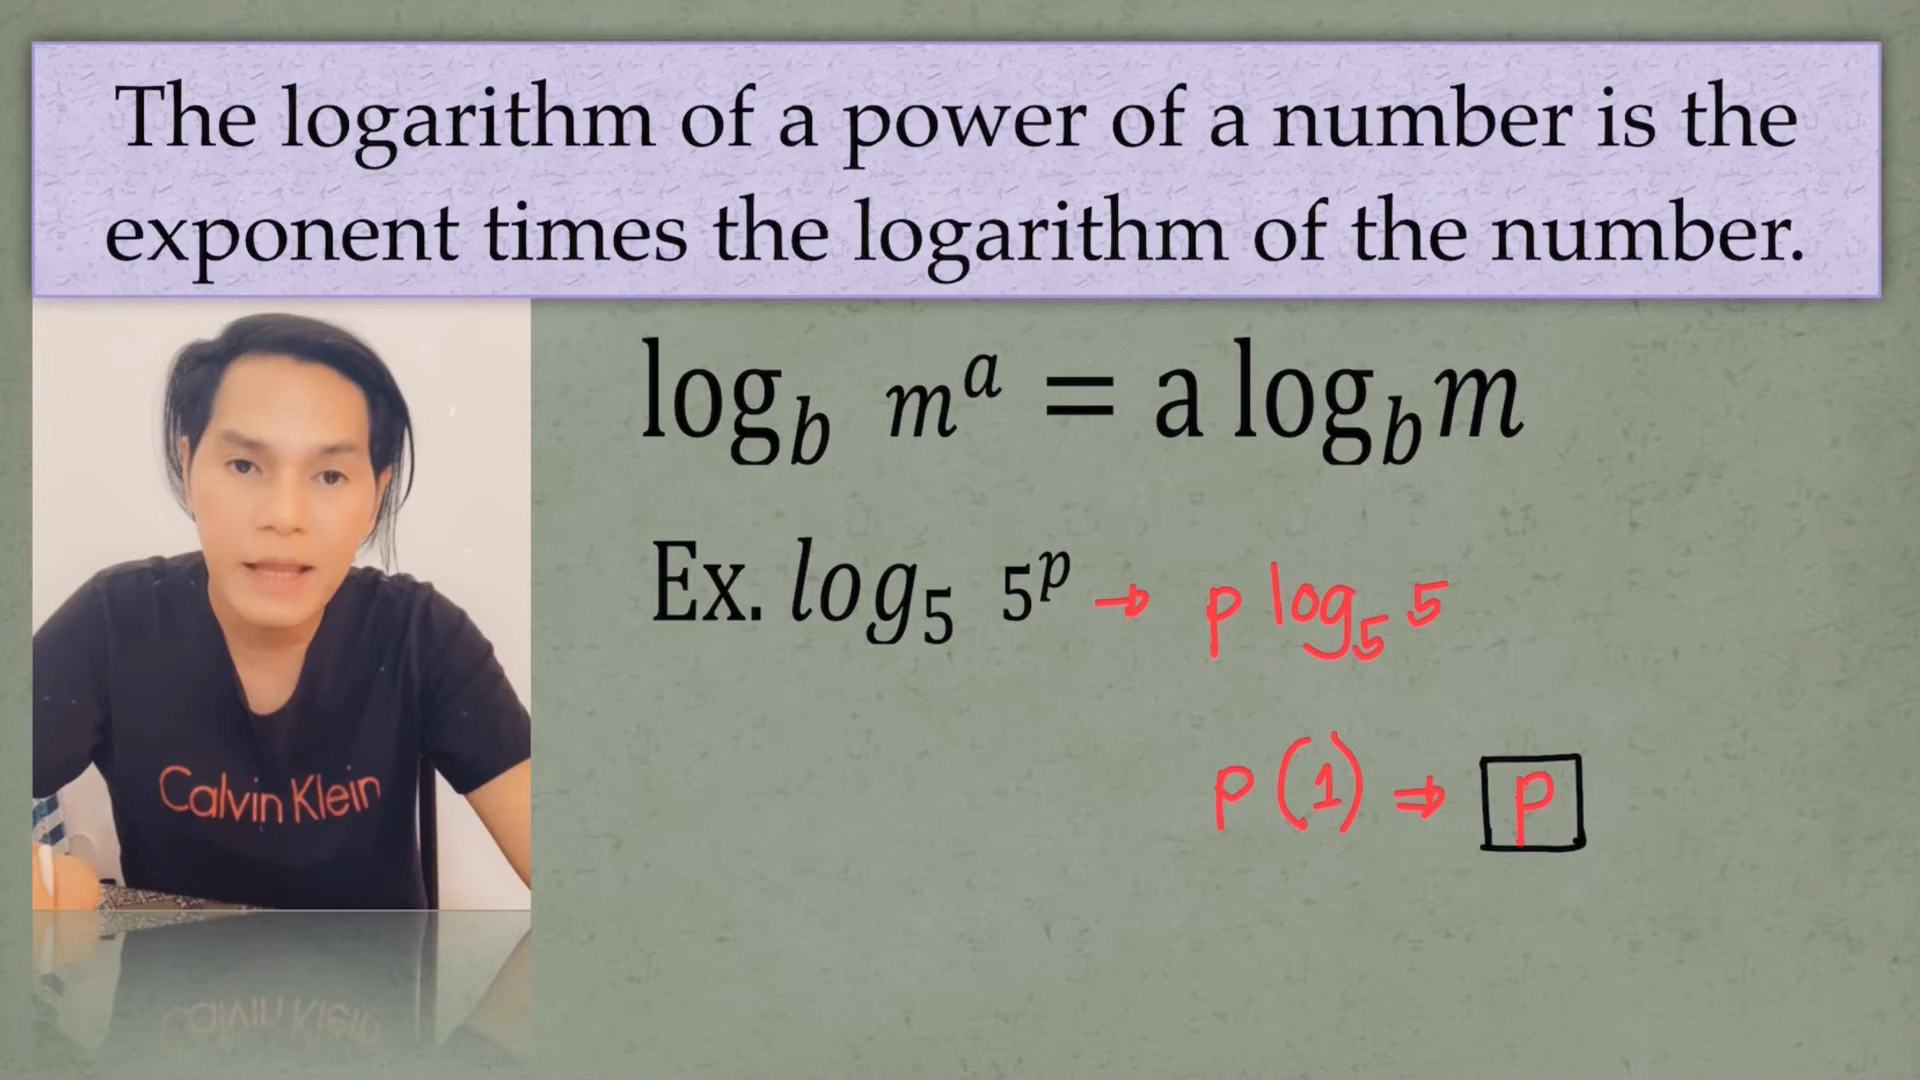 The logarithm of a power of a number is the
exponent times the logarithm of the number.
log_b m^a = a log_b m
Ex. log_5 5^p → p log_5 5
p (1) ⇒ p
Calvin Klein